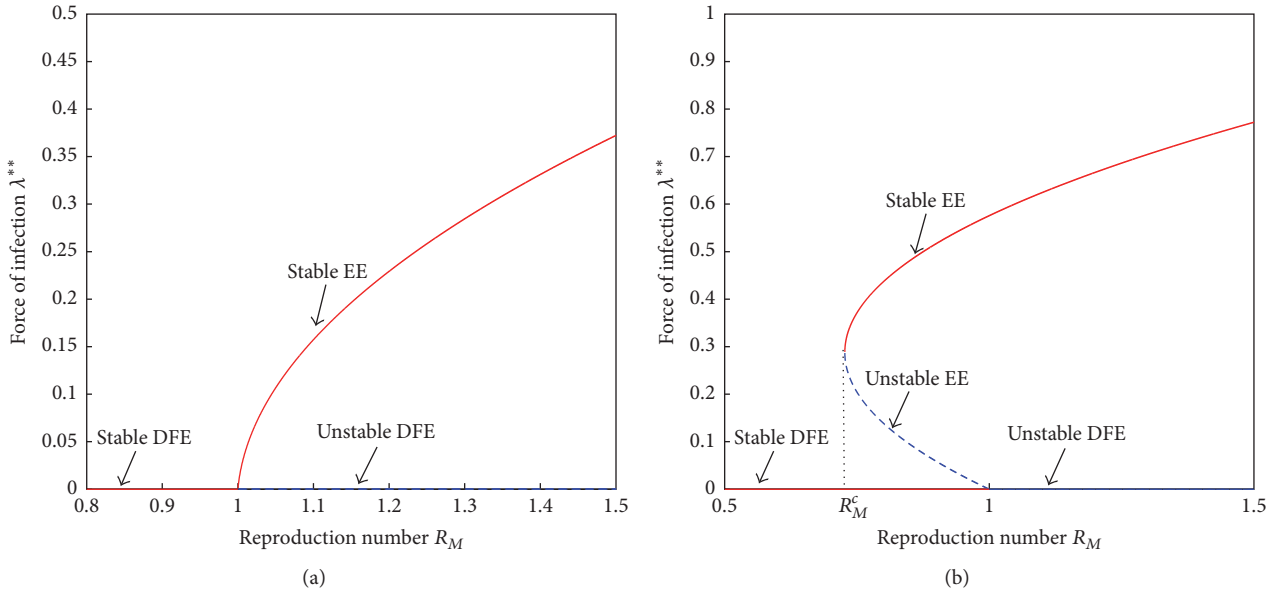 0.5
0.45
0.4
0.35
0.3
0.25
0.2
0.15
0.1
0.05
0
Force of infection λ**
Stable EE
Stable DFE
Unstable DFE
0.8
0.9
1
1.1
1.2
1.3
1.4
1.5
Reproduction number R_M
(a)
1
0.9
0.8
0.7
0.6
0.5
0.4
0.3
0.2
0.1
0
Force of infection λ**
Stable EE
Unstable EE
Stable DFE
Unstable DFE
0.5
R_M^c
1
1.5
Reproduction number R_M
(b)